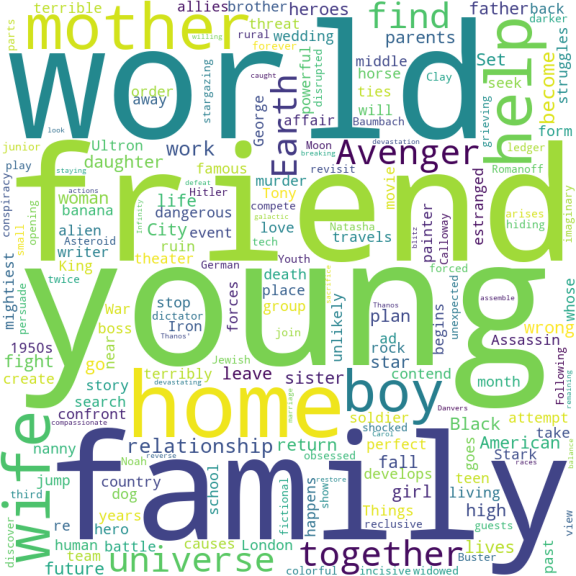 terrible
allies
brother
heroes
father
back
darker
parts
mother
threat
find
rural
wedding
parents
willing
forever
caught
Set
struggles
world
order
away
stargazing
George
powerful
disrupted
middle
horse
ties
will
Clay
seek
help
become
grieving
form
look
Earth
affair
Baumbach
devastation
junior
Ultron
work
Moon
revisit
Avenger
ledger
play
daughter
famous
breaking
Romanoff
staying
friend
conspiracy
woman
actions
defeat
Hitler
murder
Tony
compete
movie
estranged
arises
hiding
imaginary
opening
banana
life
dangerous
Infinity
galactic
Natasha
blitz
painter
Calloway
small
alien
City
event
love
travels
tech
forced
Asteroid
writer
ruin
theater
German
Youth
death
sacrifice
unexpected
mightiest
King
twice
young
stop
forces
place
Thanos
assemble
whose
persuade
War
dictator
group
plan
wrong
Thanos'
boss
Iron
unlikely
begins
Assassin
1950s
near
join
ad
rock
Following
remaining
fight
go
terribly
Jewish
leave
sister
star
contend
month
create
devastating
home
boy
story
search
marriage
soldier
Danvers
attempt
wife
confront
compassionate
relationship
return
shocked
Carol
Black
American
take
balance
nanny
Noah
reverse
obsessed
perfect
fall
goes
Stark
races
family
jump
country
school
restore
develops
girl
teen
Things
living
high
third
dog
fictional
shows
happens
reclusive
guests
view
re
years
hero
discover
human
battle
causes
London
together
lives
Buster
past
team
future
universe
colorful
incisive
widowed